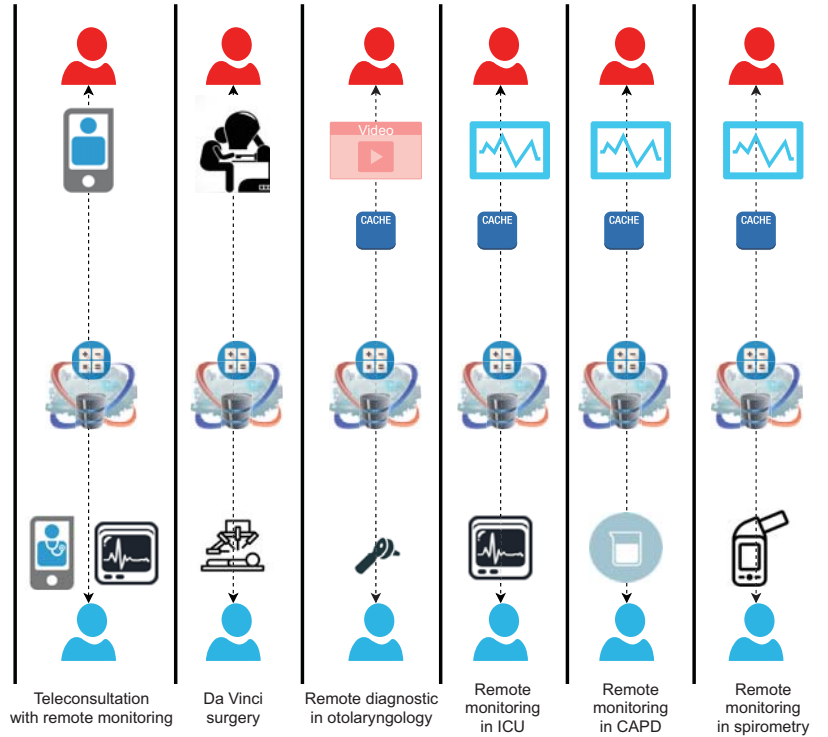 Video
CACHE
CACHE
CACHE
CACHE
Teleconsultation
with remote monitoring
Da Vinci
surgery
Remote diagnostic
in otolaryngology
Remote
monitoring
in ICU
Remote
monitoring
in CAPD
Remote
monitoring
in spirometry